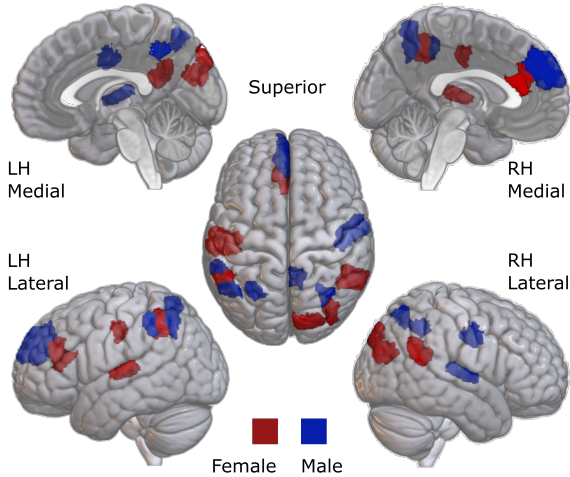 Superior
LH
Medial
RH
Medial
LH
Lateral
RH
Lateral
Female
Male